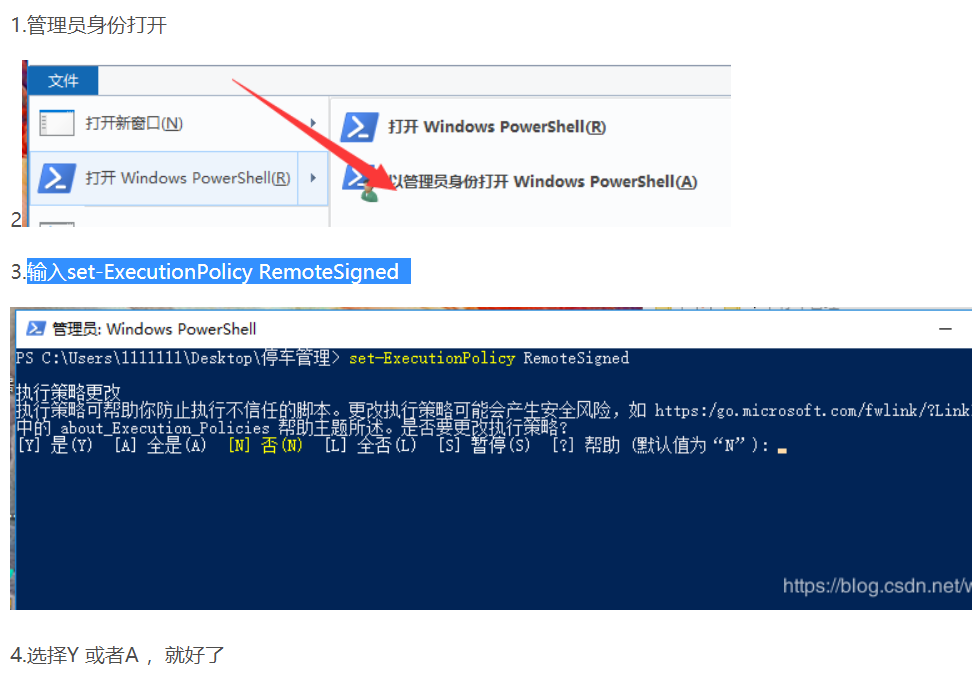 1.管理员身份打开
文件
打开新窗口(N)
打开 Windows PowerShell(R)
打开 Windows PowerShell(R)
以管理员身份打开 Windows PowerShell(A)
2
3.输入set-ExecutionPolicy RemoteSigned
管理员: Windows PowerShell
PS C:\Users\1111111\Desktop\停车管理> set-ExecutionPolicy RemoteSigned
执行策略更改
执行策略可帮助你防止执行不信任的脚本。更改执行策略可能会产生安全风险，如 https:/go.microsoft.com/fwlink/?Link
中的 about_Execution_Policies 帮助主题所述。是否要更改执行策略?
[Y] 是(Y) [A] 全是(A) [N] 否(N) [L] 全否(L) [S] 暂停(S) [?] 帮助 (默认值为“N”):
https://blog.csdn.net/w
4.选择Y 或者A ，就好了